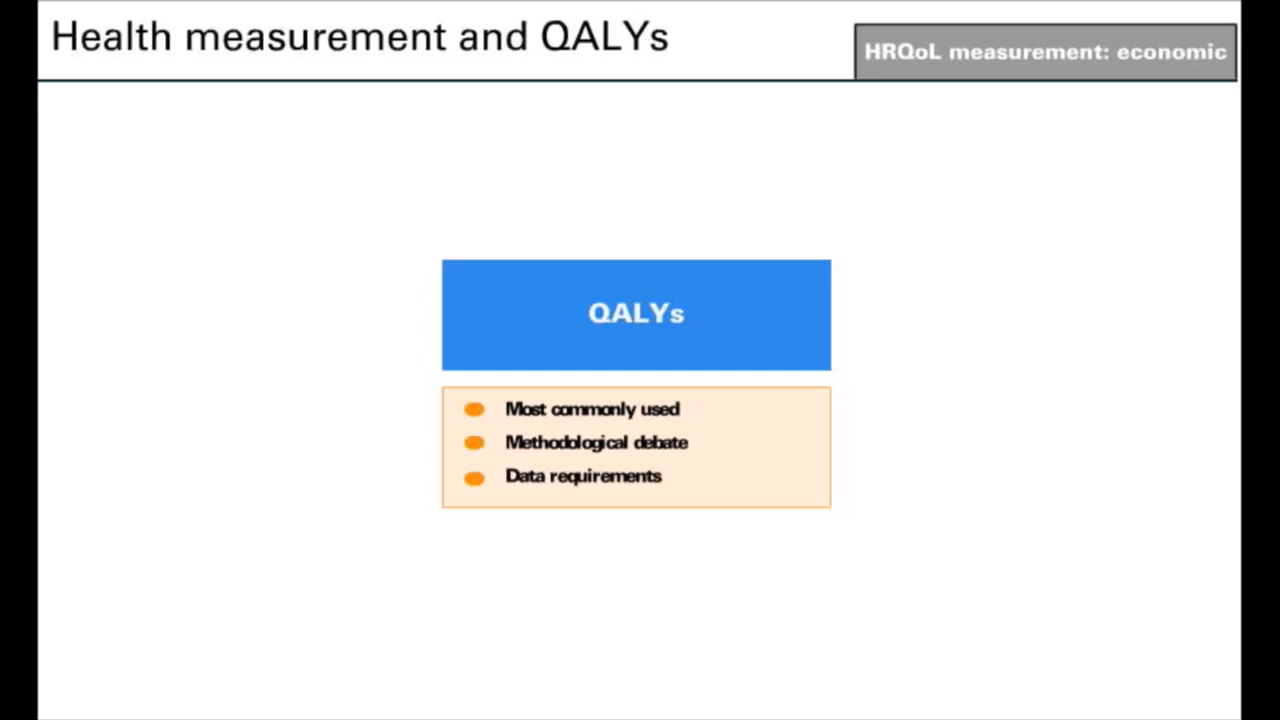 Health measurement and QALYs
HRQoL measurement: economic
QALYs
Most commonly used
Methodological debate
Data requirements